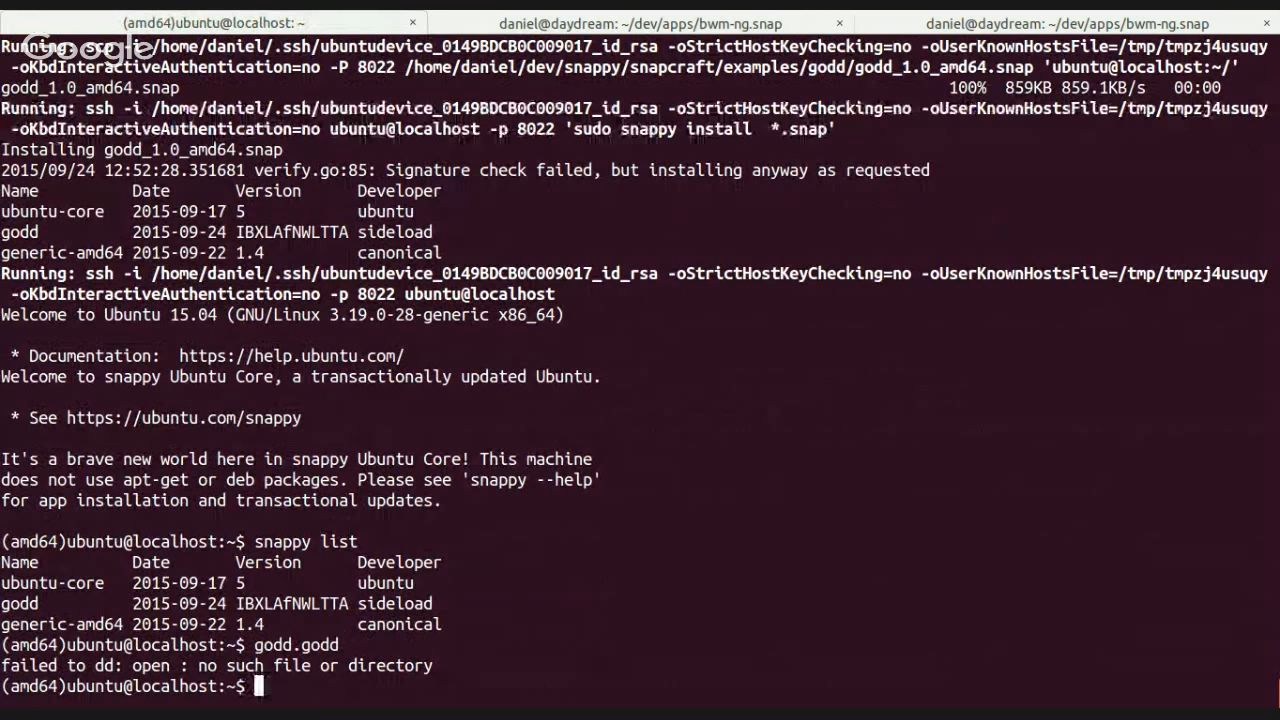 (amd64)ubuntu@localhost: ~ × daniel@daydream: ~/dev/apps/bwm-ng.snap × daniel@daydream: ~/dev/apps/bwm-ng.snap ×
Google
Running: scp -i /home/daniel/.ssh/ubuntudevice_0149BDCB0C009017_id_rsa -oStrictHostKeyChecking=no -oUserKnownHostsFile=/tmp/tmpzj4usuqy
-oKbdInteractiveAuthentication=no -P 8022 /home/daniel/dev/snappy/snapcraft/examples/godd/godd_1.0_amd64.snap 'ubuntu@localhost:~/'
godd_1.0_amd64.snap 100% 859KB 859.1KB/s 00:00
Running: ssh -i /home/daniel/.ssh/ubuntudevice_0149BDCB0C009017_id_rsa -oStrictHostKeyChecking=no -oUserKnownHostsFile=/tmp/tmpzj4usuqy
-oKbdInteractiveAuthentication=no ubuntu@localhost -p 8022 'sudo snappy install  *.snap'
Installing godd_1.0_amd64.snap
2015/09/24 12:52:28.351681 verify.go:85: Signature check failed, but installing anyway as requested
Name Date Version Developer
ubuntu-core 2015-09-17 5 ubuntu
godd 2015-09-24 IBXLAfNWLTTA sideload
generic-amd64 2015-09-22 1.4 canonical
Running: ssh -i /home/daniel/.ssh/ubuntudevice_0149BDCB0C009017_id_rsa -oStrictHostKeyChecking=no -oUserKnownHostsFile=/tmp/tmpzj4usuqy
-oKbdInteractiveAuthentication=no -p 8022 ubuntu@localhost
Welcome to Ubuntu 15.04 (GNU/Linux 3.19.0-28-generic x86_64)
* Documentation:  https://help.ubuntu.com/
Welcome to snappy Ubuntu Core, a transactionally updated Ubuntu.
* See https://ubuntu.com/snappy
It's a brave new world here in snappy Ubuntu Core! This machine
does not use apt-get or deb packages. Please see 'snappy --help'
for app installation and transactional updates.
(amd64)ubuntu@localhost:~$ snappy list
Name Date Version Developer
ubuntu-core 2015-09-17 5 ubuntu
godd 2015-09-24 IBXLAfNWLTTA sideload
generic-amd64 2015-09-22 1.4 canonical
(amd64)ubuntu@localhost:~$ godd.godd
failed to dd: open : no such file or directory
(amd64)ubuntu@localhost:~$